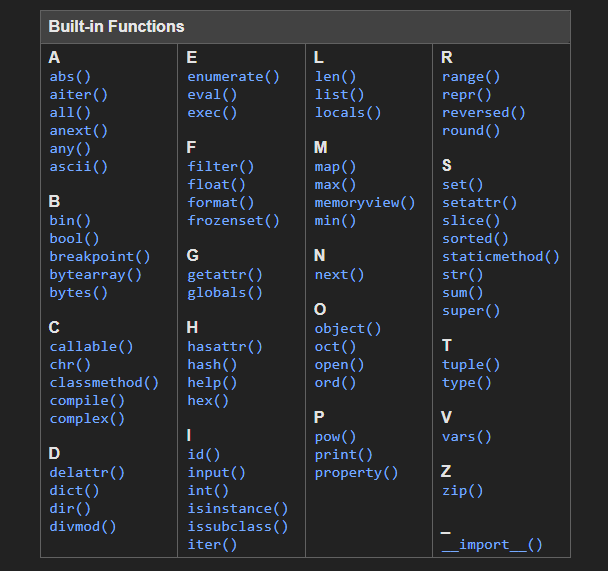 Built-in Functions
A
abs()
aiter()
all()
anext()
any()
ascii()
B
bin()
bool()
breakpoint()
bytearray()
bytes()
C
callable()
chr()
classmethod()
compile()
complex()
D
delattr()
dict()
dir()
divmod()
E
enumerate()
eval()
exec()
F
filter()
float()
format()
frozenset()
G
getattr()
globals()
H
hasattr()
hash()
help()
hex()
I
id()
input()
int()
isinstance()
issubclass()
iter()
L
len()
list()
locals()
M
map()
max()
memoryview()
min()
N
next()
O
object()
oct()
open()
ord()
P
pow()
print()
property()
R
range()
repr()
reversed()
round()
S
set()
setattr()
slice()
sorted()
staticmethod()
str()
sum()
super()
T
tuple()
type()
V
vars()
Z
zip()
_
__import__()